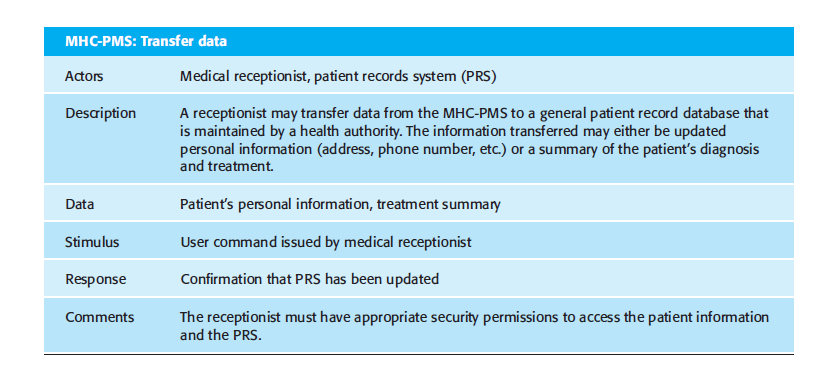 MHC-PMS: Transfer data
Actors Medical receptionist, patient records system (PRS)
Description A receptionist may transfer data from the MHC-PMS to a general patient record database that
is maintained by a health authority. The information transferred may either be updated
personal information (address, phone number, etc.) or a summary of the patient’s diagnosis
and treatment.
Data Patient’s personal information, treatment summary
Stimulus User command issued by medical receptionist
Response Confirmation that PRS has been updated
Comments The receptionist must have appropriate security permissions to access the patient information
and the PRS.